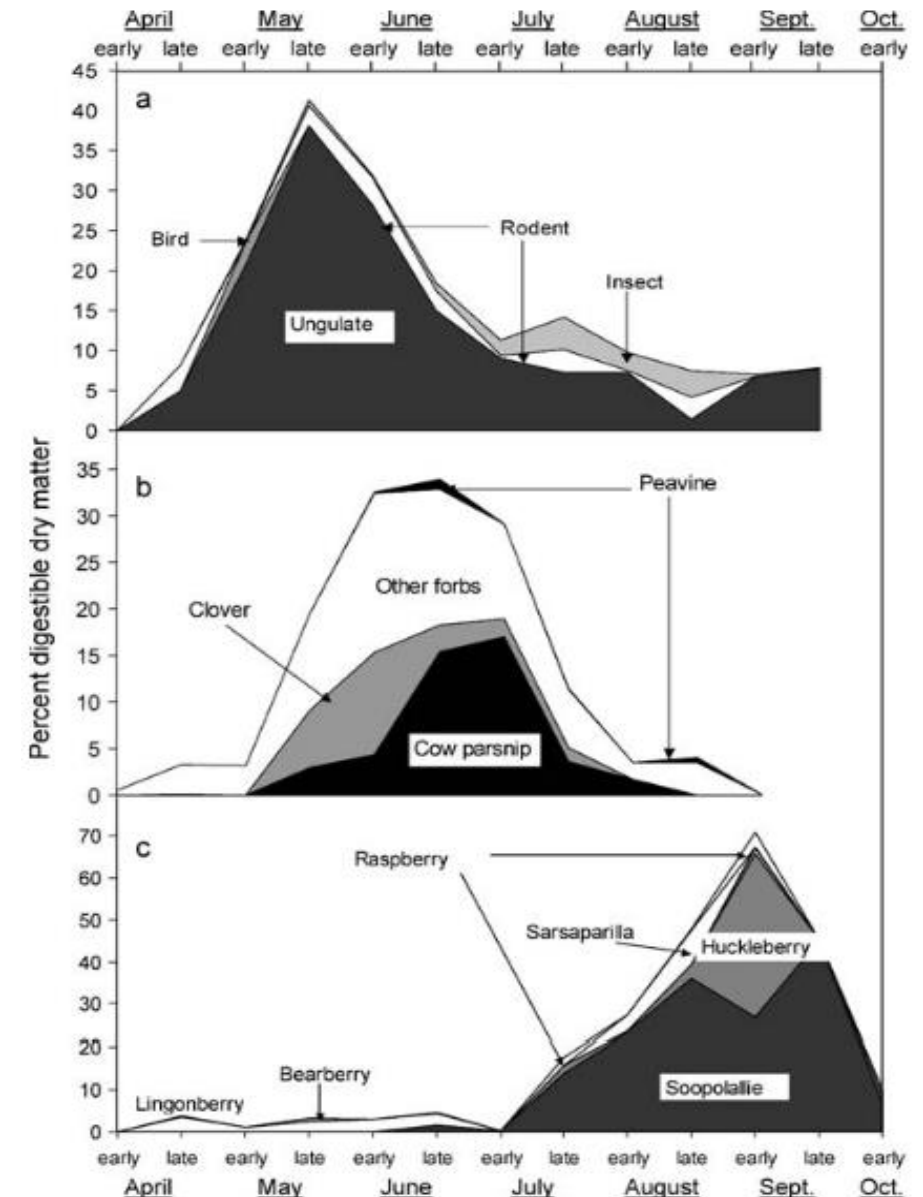 April May June July August Sept. Oct.
early late early late early late early late early late early late early
Percent digestible dry matter
45
a
40
35
30
25
Bird
Rodent
20
Insect
15
Ungulate
10
5
0
35
b
Peavine
30
25
Other forbs
20
Clover
15
10
Cow parsnip
5
0
70
c
Raspberry
60
50
Sarsaparilla
Huckleberry
40
30
20
Bearberry
Soopolallie
10
Lingonberry
0
early late early late early late early late early late early late early
April May June July August Sept. Oct.